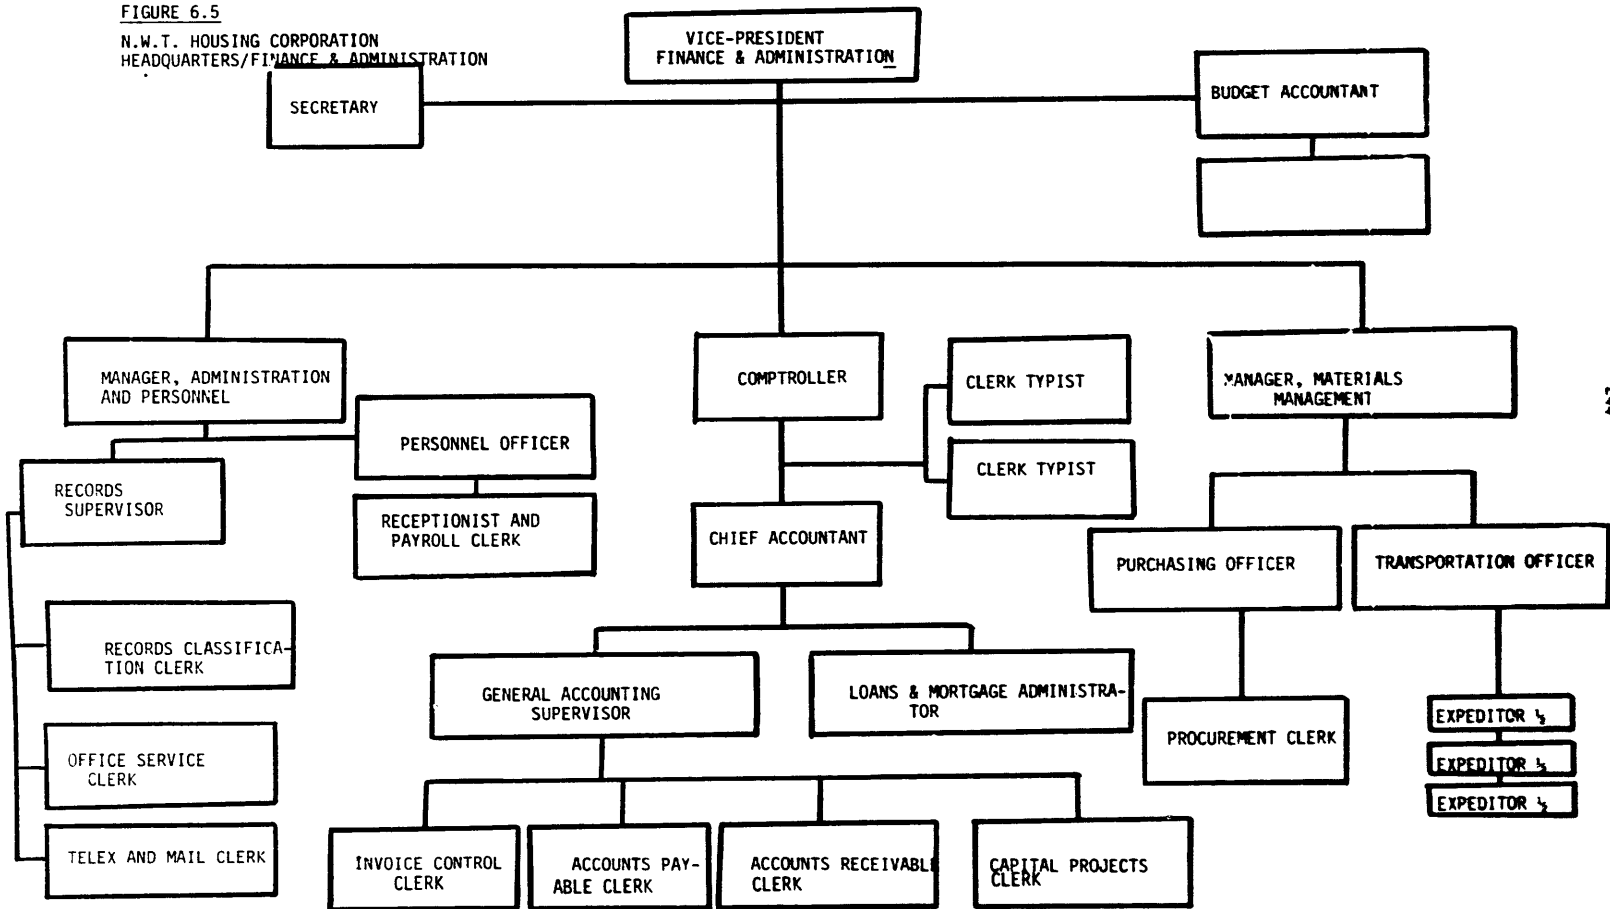 FIGURE 6.5
N.W.T. HOUSING CORPORATION
HEADQUARTERS/FINANCE & ADMINISTRATION
VICE-PRESIDENT
FINANCE & ADMINISTRATION
SECRETARY
BUDGET ACCOUNTANT
MANAGER, ADMINISTRATION
AND PERSONNEL
COMPTROLLER
CLERK TYPIST
MANAGER, MATERIALS
MANAGEMENT
PERSONNEL OFFICER
CLERK TYPIST
RECORDS
SUPERVISOR
RECEPTIONIST AND
PAYROLL CLERK
CHIEF ACCOUNTANT
PURCHASING OFFICER
TRANSPORTATION OFFICER
RECORDS CLASSIFICA-
TION CLERK
GENERAL ACCOUNTING
SUPERVISOR
LOANS & MORTGAGE ADMINISTRA-
TOR
PROCUREMENT CLERK
EXPEDITOR ½
EXPEDITOR ½
EXPEDITOR ½
OFFICE SERVICE
CLERK
TELEX AND MAIL CLERK
INVOICE CONTROL
CLERK
ACCOUNTS PAY-
ABLE CLERK
ACCOUNTS RECEIVABLE
CLERK
CAPITAL PROJECTS
CLERK